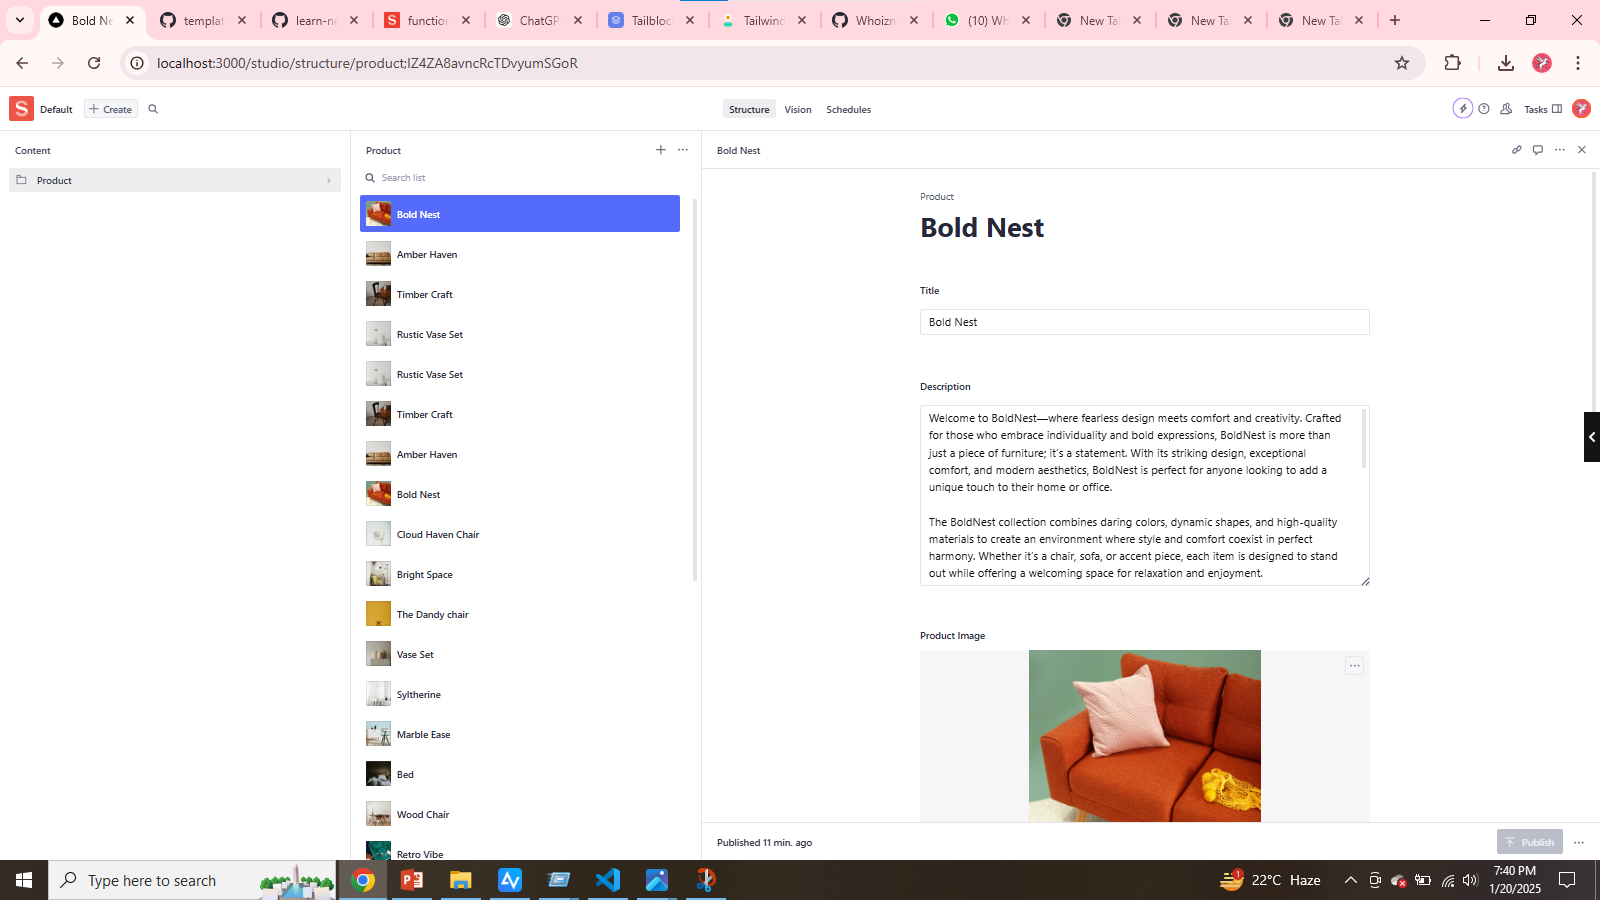 Bold Ne
templat
learn-ne
function
ChatGP
Tailbloc
Tailwind
Whoizn
(10) Wh
New Ta
New Ta
New Ta
localhost:3000/studio/structure/product;IZ4ZA8avncRcTDvyumSGoR
S Default
Create
Structure
Vision
Schedules
Tasks
Content
Product
Product
Search list
Bold Nest
Amber Haven
Timber Craft
Rustic Vase Set
Rustic Vase Set
Timber Craft
Amber Haven
Bold Nest
Cloud Haven Chair
Bright Space
The Dandy chair
Vase Set
Syltherine
Marble Ease
Bed
Wood Chair
Retro Vibe
Bold Nest
Product
Bold Nest
Title
Bold Nest
Description
Welcome to BoldNest—where fearless design meets comfort and creativity. Crafted
for those who embrace individuality and bold expressions, BoldNest is more than
just a piece of furniture; it's a statement. With its striking design, exceptional
comfort, and modern aesthetics, BoldNest is perfect for anyone looking to add a
unique touch to their home or office.
The BoldNest collection combines daring colors, dynamic shapes, and high-quality
materials to create an environment where style and comfort coexist in perfect
harmony. Whether it's a chair, sofa, or accent piece, each item is designed to stand
out while offering a welcoming space for relaxation and enjoyment.
Product Image
Published 11 min. ago
Publish
Type here to search
1
22°C Haze
7:40 PM
1/20/2025